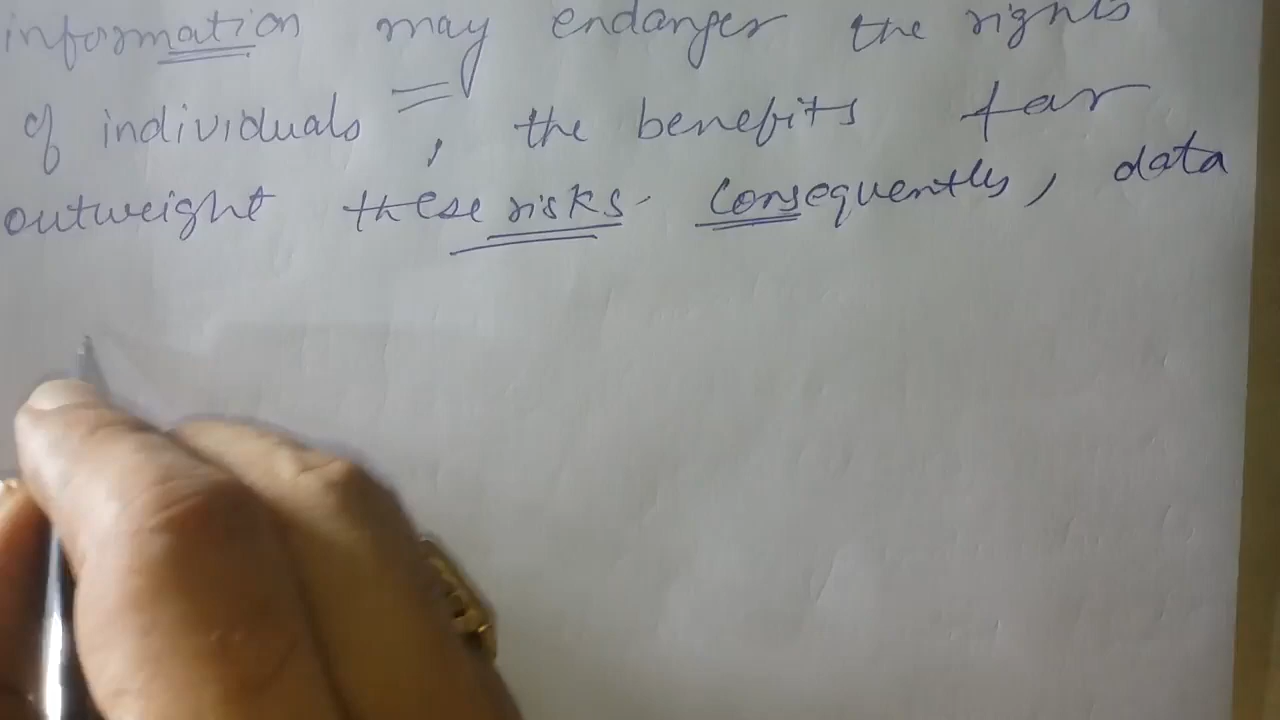 information may endanger the rights
of individuals, the benefits far
outweight these risks. Consequently, data